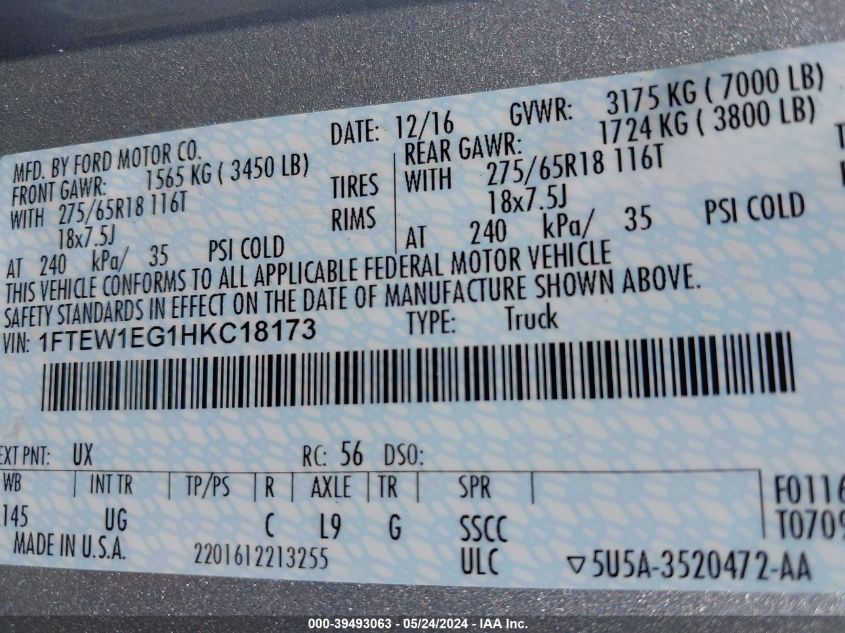 MFD. BY FORD MOTOR CO. DATE: 12/16 GVWR: 3175 KG ( 7000 LB)
FRONT GAWR: 1565 KG ( 3450 LB) REAR GAWR: 1724 KG ( 3800 LB)
WITH 275/65R18 116T TIRES WITH 275/65R18 116T
18x7.5J RIMS 18x7.5J
AT 240 kPa/ 35 PSI COLD AT 240 kPa/ 35 PSI COLD
THIS VEHICLE CONFORMS TO ALL APPLICABLE FEDERAL MOTOR VEHICLE
SAFETY STANDARDS IN EFFECT ON THE DATE OF MANUFACTURE SHOWN ABOVE.
VIN: 1FTEW1EG1HKC18173 TYPE: Truck
EXT PNT: UX RC: 56 DSO:
WB INT TR TP/PS R AXLE TR SPR F0116
145 UG C L9 G SSCC T0709
MADE IN U.S.A. 2201612213255 ULC ▽5U5A-3520472-AA
000-39493063 - 05/24/2024 - IAA Inc.